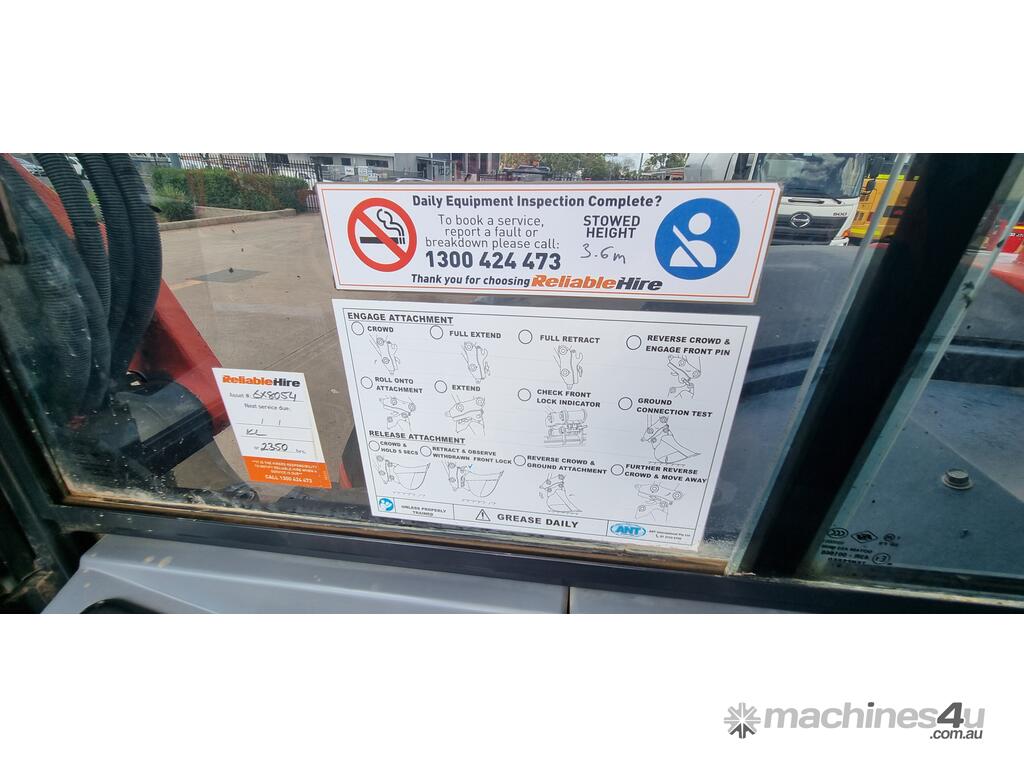 Daily Equipment Inspection Complete?
To book a service,
report a fault or
breakdown please call:
1300 424 473
STOWED
HEIGHT
3.6m
Thank you for choosing ReliableHire
ENGAGE ATTACHMENT
CROWD
FULL EXTEND
FULL RETRACT
REVERSE CROWD &
ENGAGE FRONT PIN
ROLL ONTO
ATTACHMENT
EXTEND
CHECK FRONT
LOCK INDICATOR
GROUND
CONNECTION TEST
RELEASE ATTACHMENT
CROWD &
HOLD 5 SECS
RETRACT & OBSERVE
WITHDRAWN FRONT LOCK
REVERSE CROWD &
GROUND ATTACHMENT
FURTHER REVERSE
CROWD & MOVE AWAY
UNLESS PROPERLY
TRAINED
GREASE DAILY
ANT
ReliableHire
Asset #: EX8054
Next service due:
/ /
KL
or 2350 hrs.
CALL 1300 424 473
HINO
500
machines4u
.com.au